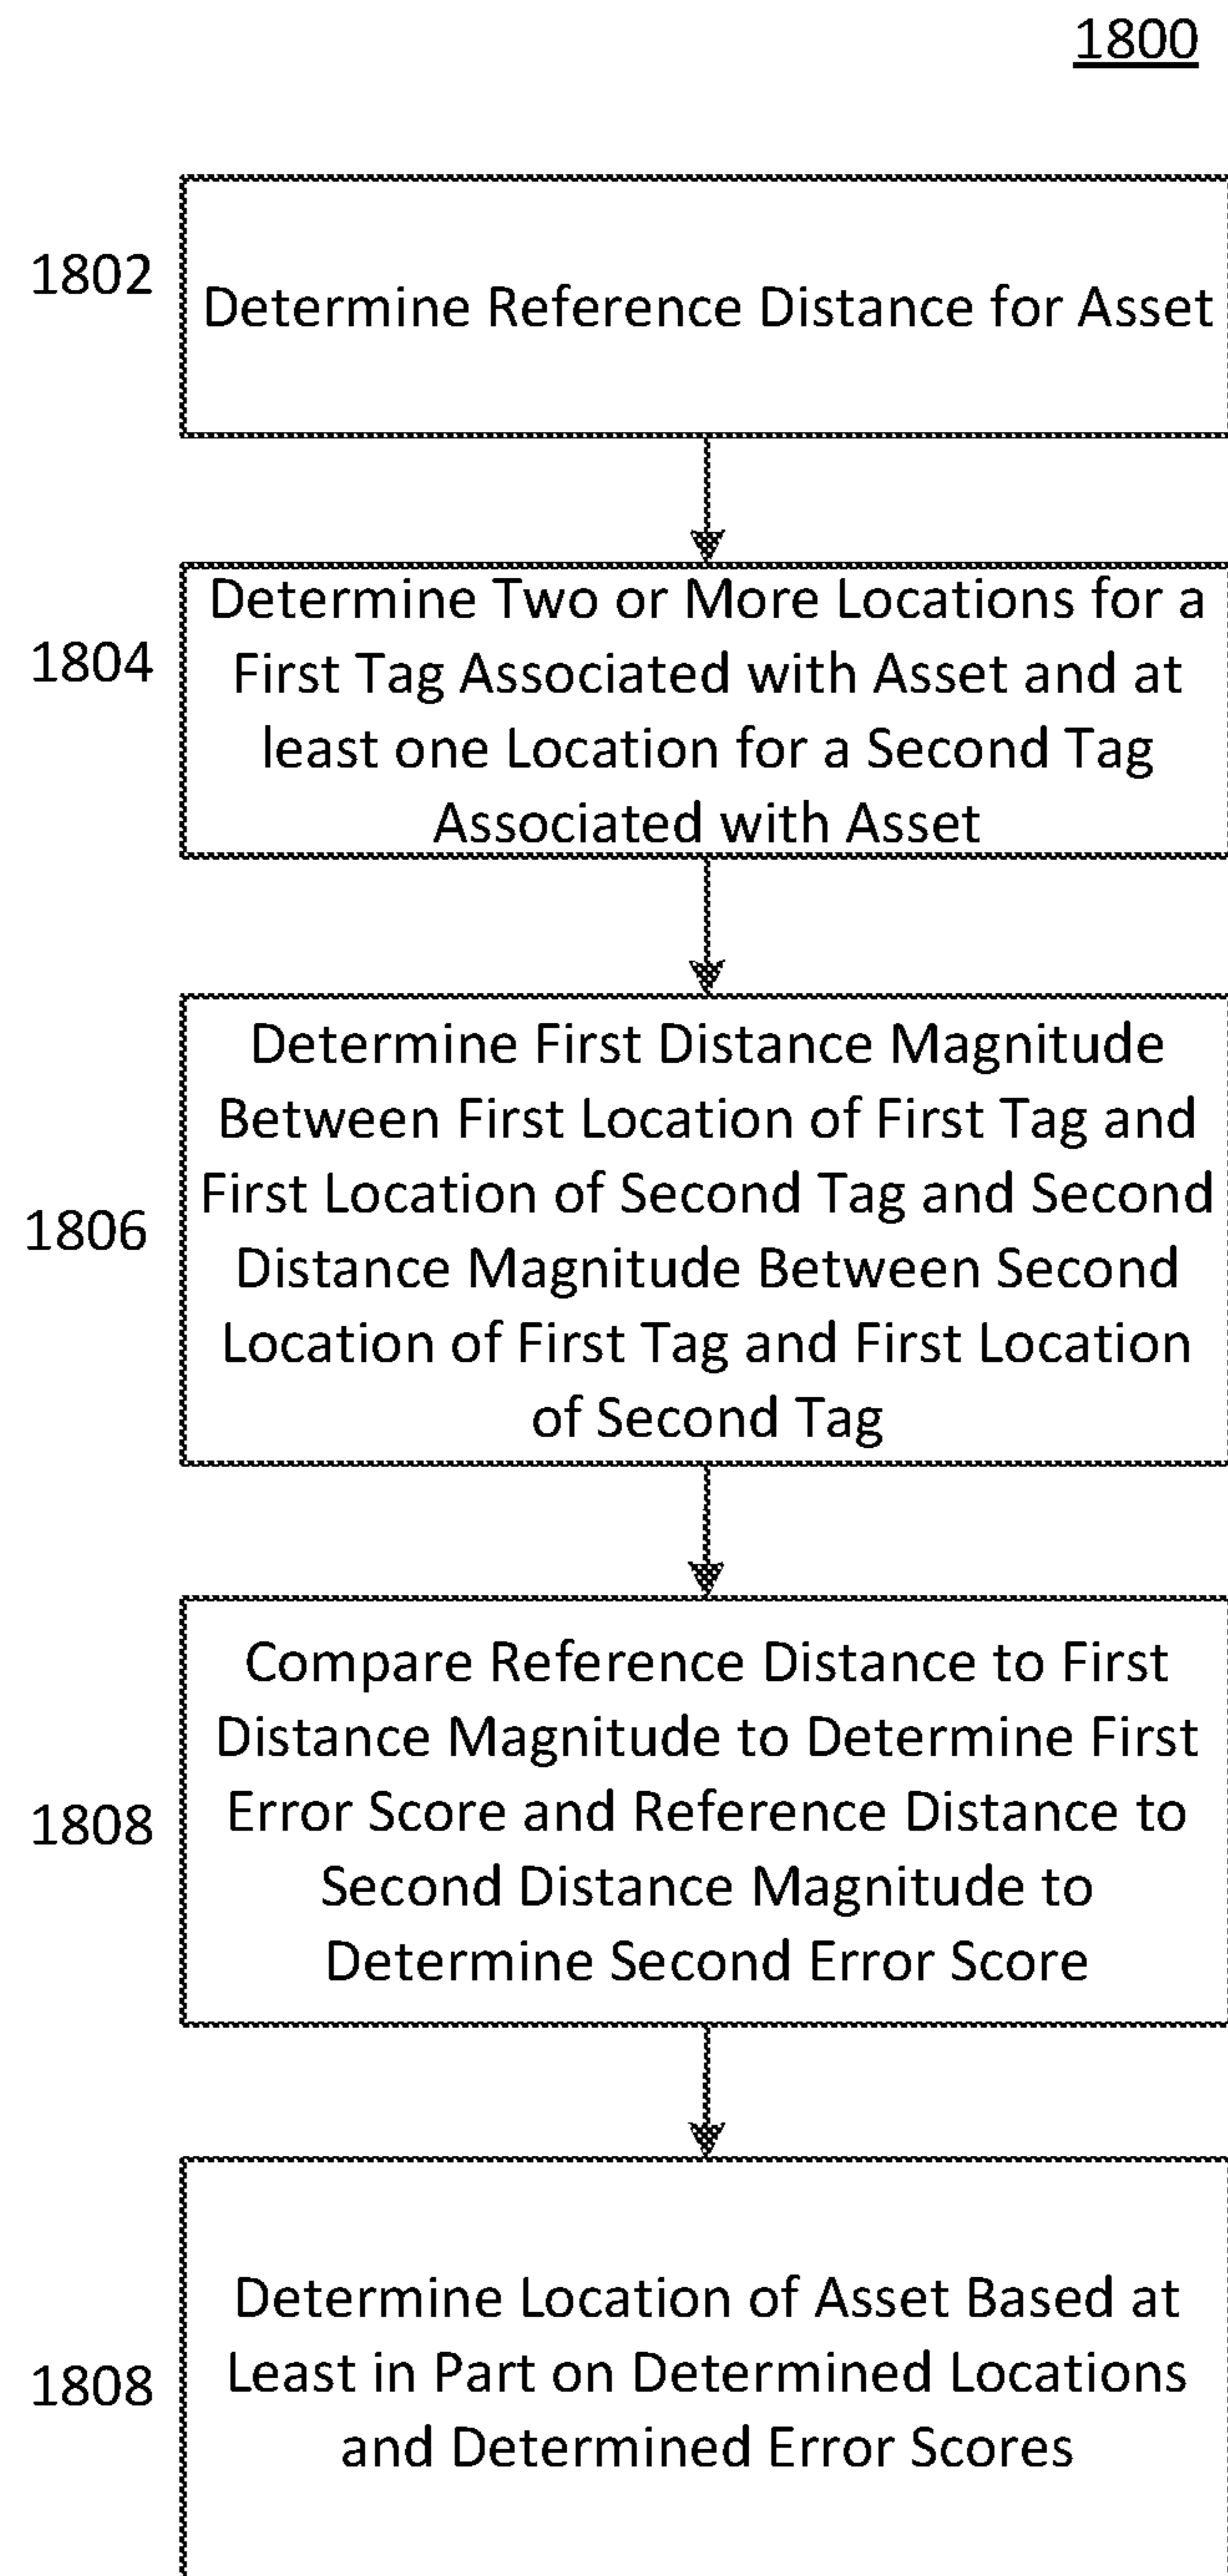 1800
1802
Determine Reference Distance for Asset
1804
Determine Two or More Locations for a
First Tag Associated with Asset and at
least one Location for a Second Tag
Associated with Asset
1806
Determine First Distance Magnitude
Between First Location of First Tag and
First Location of Second Tag and Second
Distance Magnitude Between Second
Location of First Tag and First Location
of Second Tag
1808
Compare Reference Distance to First
Distance Magnitude to Determine First
Error Score and Reference Distance to
Second Distance Magnitude to
Determine Second Error Score
1808
Determine Location of Asset Based at
Least in Part on Determined Locations
and Determined Error Scores